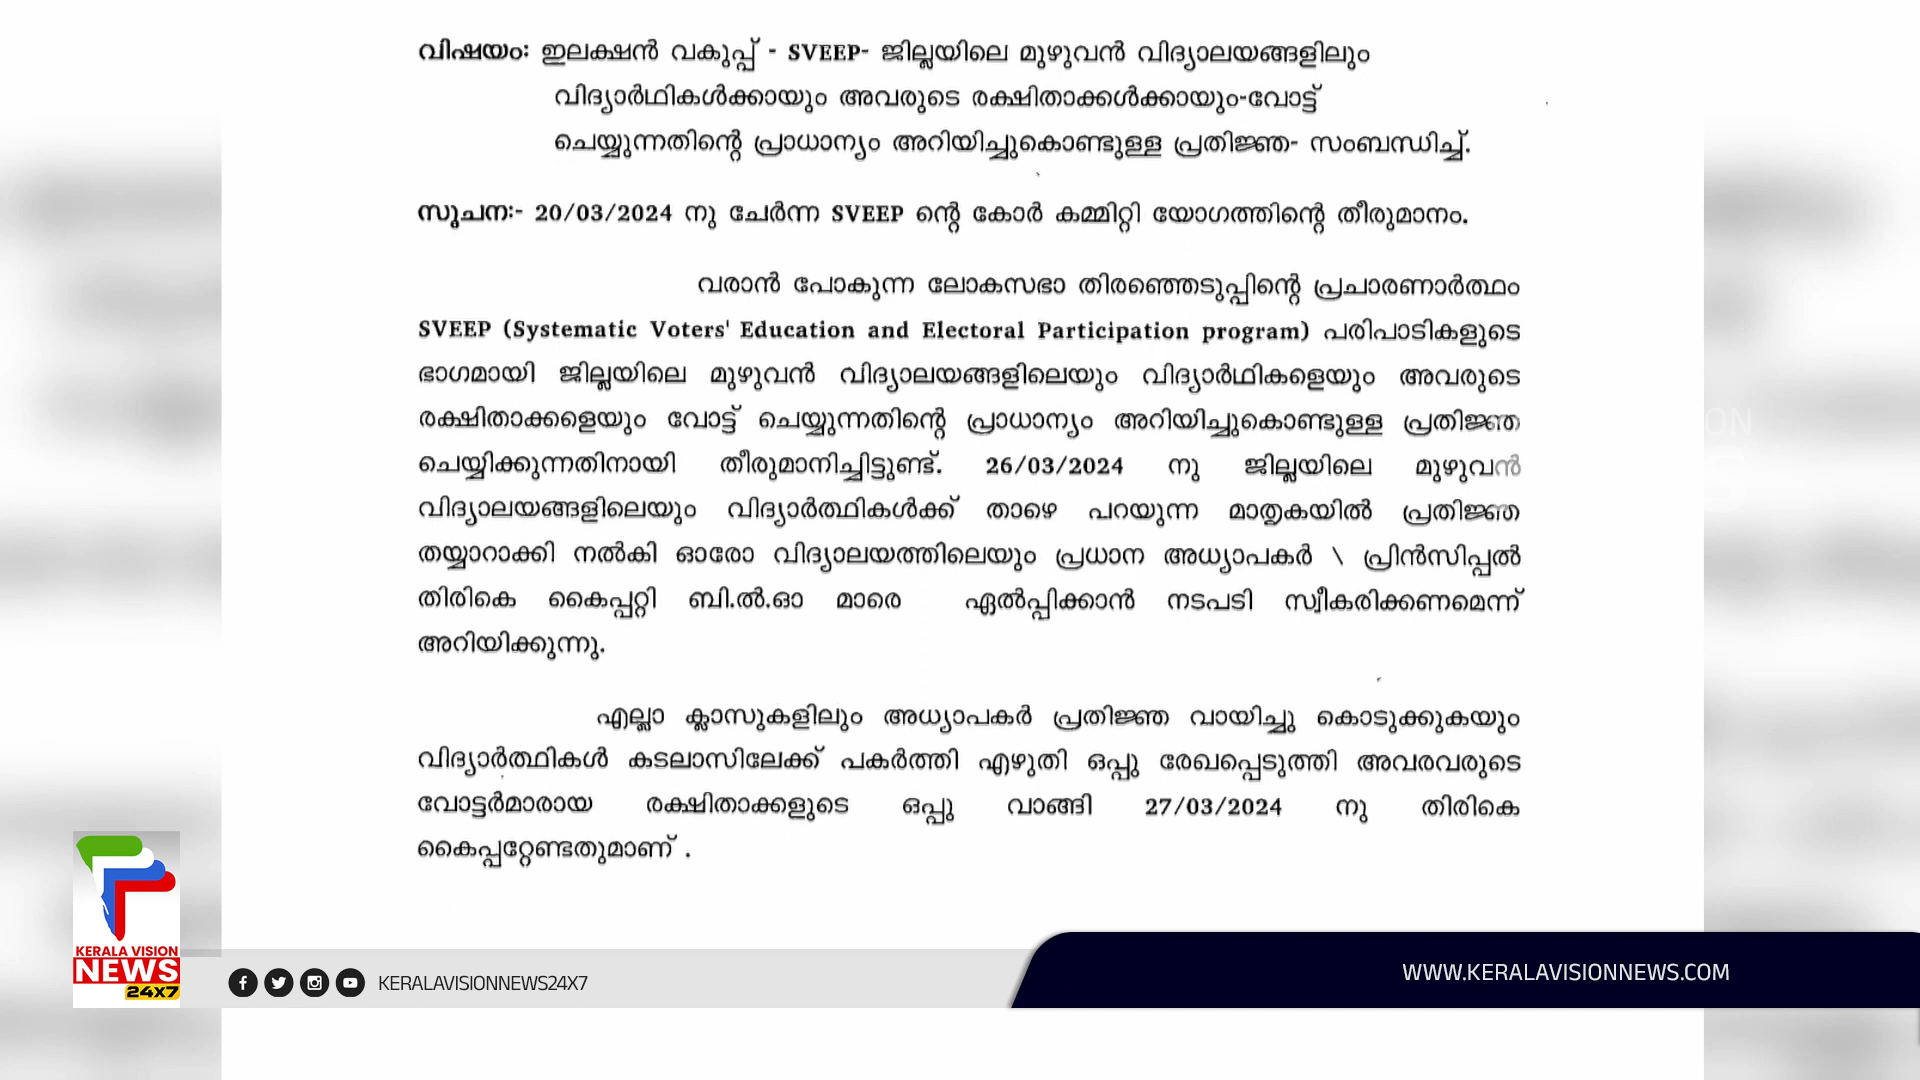 വിഷയം: ഇലക്ഷൻ വകുപ്പ് - SVEEP- ജില്ലയിലെ മുഴുവൻ വിദ്യാലയങ്ങളിലും
വിദ്യാർഥികൾക്കായും അവരുടെ രക്ഷിതാക്കൾക്കായും-വോട്ട്
ചെയ്യുന്നതിന്റെ പ്രാധാന്യം അറിയിച്ചുകൊണ്ടുള്ള പ്രതിജ്ഞ- സംബന്ധിച്ച്.
സൂചന:- 20/03/2024 നു ചേർന്ന SVEEP ന്റെ കോർ കമ്മിറ്റി യോഗത്തിന്റെ തീരുമാനം.
വരാൻ പോകുന്ന ലോകസഭാ തിരഞ്ഞെടുപ്പിന്റെ പ്രചാരണാർത്ഥം
SVEEP (Systematic Voters' Education and Electoral Participation program) പരിപാടികളുടെ
ഭാഗമായി ജില്ലയിലെ മുഴുവൻ വിദ്യാലയങ്ങളിലെയും വിദ്യാർഥികളെയും അവരുടെ
രക്ഷിതാക്കളെയും വോട്ട് ചെയ്യുന്നതിന്റെ പ്രാധാന്യം അറിയിച്ചുകൊണ്ടുള്ള പ്രതിജ്ഞ
ചെയ്യിക്കുന്നതിനായി തീരുമാനിച്ചിട്ടുണ്ട്. 26/03/2024 നു ജില്ലയിലെ മുഴുവൻ
വിദ്യാലയങ്ങളിലെയും വിദ്യാർത്ഥികൾക്ക് താഴെ പറയുന്ന മാതൃകയിൽ പ്രതിജ്ഞ
തയ്യാറാക്കി നൽകി ഓരോ വിദ്യാലയത്തിലെയും പ്രധാന അധ്യാപകർ \ പ്രിൻസിപ്പൽ
തിരികെ കൈപ്പറ്റി ബി.ൽ.ഓ മാരെ ഏൽപ്പിക്കാൻ നടപടി സ്വീകരിക്കണമെന്ന്
അറിയിക്കുന്നു.
എല്ലാ ക്ലാസുകളിലും അധ്യാപകർ പ്രതിജ്ഞ വായിച്ചു കൊടുക്കുകയും
വിദ്യാർത്ഥികൾ കടലാസിലേക്ക് പകർത്തി എഴുതി ഒപ്പു രേഖപ്പെടുത്തി അവരവരുടെ
വോട്ടർമാരായ രക്ഷിതാക്കളുടെ ഒപ്പു വാങ്ങി 27/03/2024 നു തിരികെ
കൈപ്പറ്റേണ്ടതുമാണ് .
KERALA VISION
NEWS
24X7
KERALAVISIONNEWS24X7
WWW.KERALAVISIONNEWS.COM